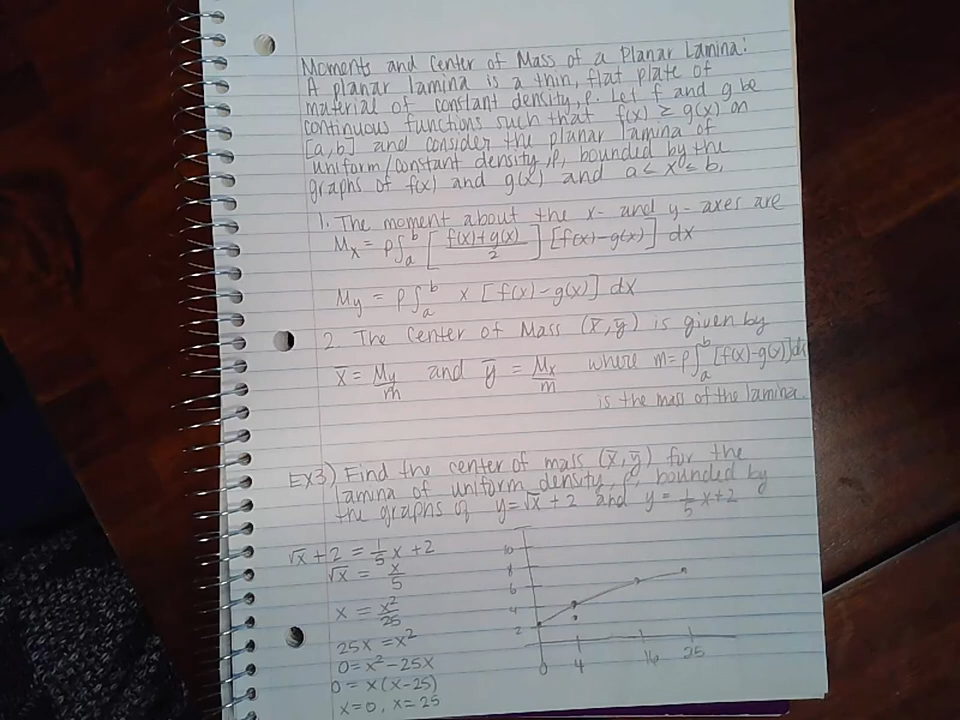 Moments and Center of Mass of a Planar Lamina:
A planar lamina is a thin, flat plate of
material of constant density, ρ. Let f and g be
continuous functions such that f(x) ≥ g(x) on
[a,b] and consider the planar lamina of
uniform/constant density, ρ, bounded by the
graphs of f(x) and g(x) and a ≤ x ≤ b.
1. The moment about the x- and y- axes are
Mx = ρ∫ₐᵇ [ (f(x)+g(x))/2 ] [f(x)-g(x)] dx
My = ρ∫ₐᵇ x [f(x)-g(x)] dx
2. The Center of Mass (x̄,ȳ) is given by
x̄ = My/m and ȳ = Mx/m where m=ρ∫ₐᵇ[f(x)-g(x)]dx
is the mass of the lamina.
Ex3) Find the center of mass (x̄,ȳ) for the
lamina of uniform density, ρ, bounded by
the graphs of y=√x + 2 and y = 1/5 x+2
√x + 2 = 1/5 x + 2
√x = x/5
x = x²/25
25x = x²
0 = x² - 25x
0 = x(x-25)
x=0, x=25
10
8
6
4
2
0 4 16 25